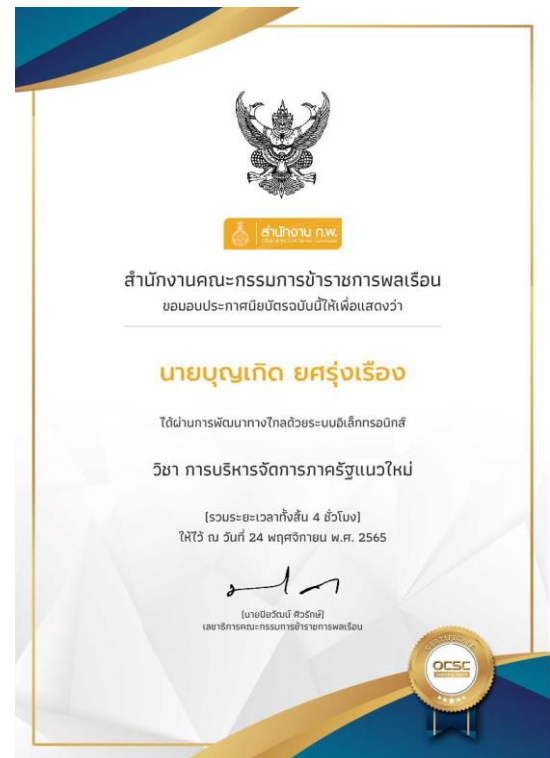 สำนักงาน ก.พ.
Office of the Civil Service Commission
สำนักงานคณะกรรมการข้าราชการพลเรือน
ขอมอบประกาศนียบัตรฉบับนี้ให้เพื่อแสดงว่า
นายบุญเกิด ยศรุ่งเรือง
ได้ผ่านการพัฒนาทางไกลด้วยระบบอิเล็กทรอนิกส์
วิชา การบริหารจัดการภาครัฐแนวใหม่
(รวมระยะเวลาทั้งสิ้น 4 ชั่วโมง)
ให้ไว้ ณ วันที่ 24 พฤศจิกายน พ.ศ. 2565
(นายปิยวัฒน์ ศิวรักษ์)
เลขาธิการคณะกรรมการข้าราชการพลเรือน
CERTIFICATE
OCSC